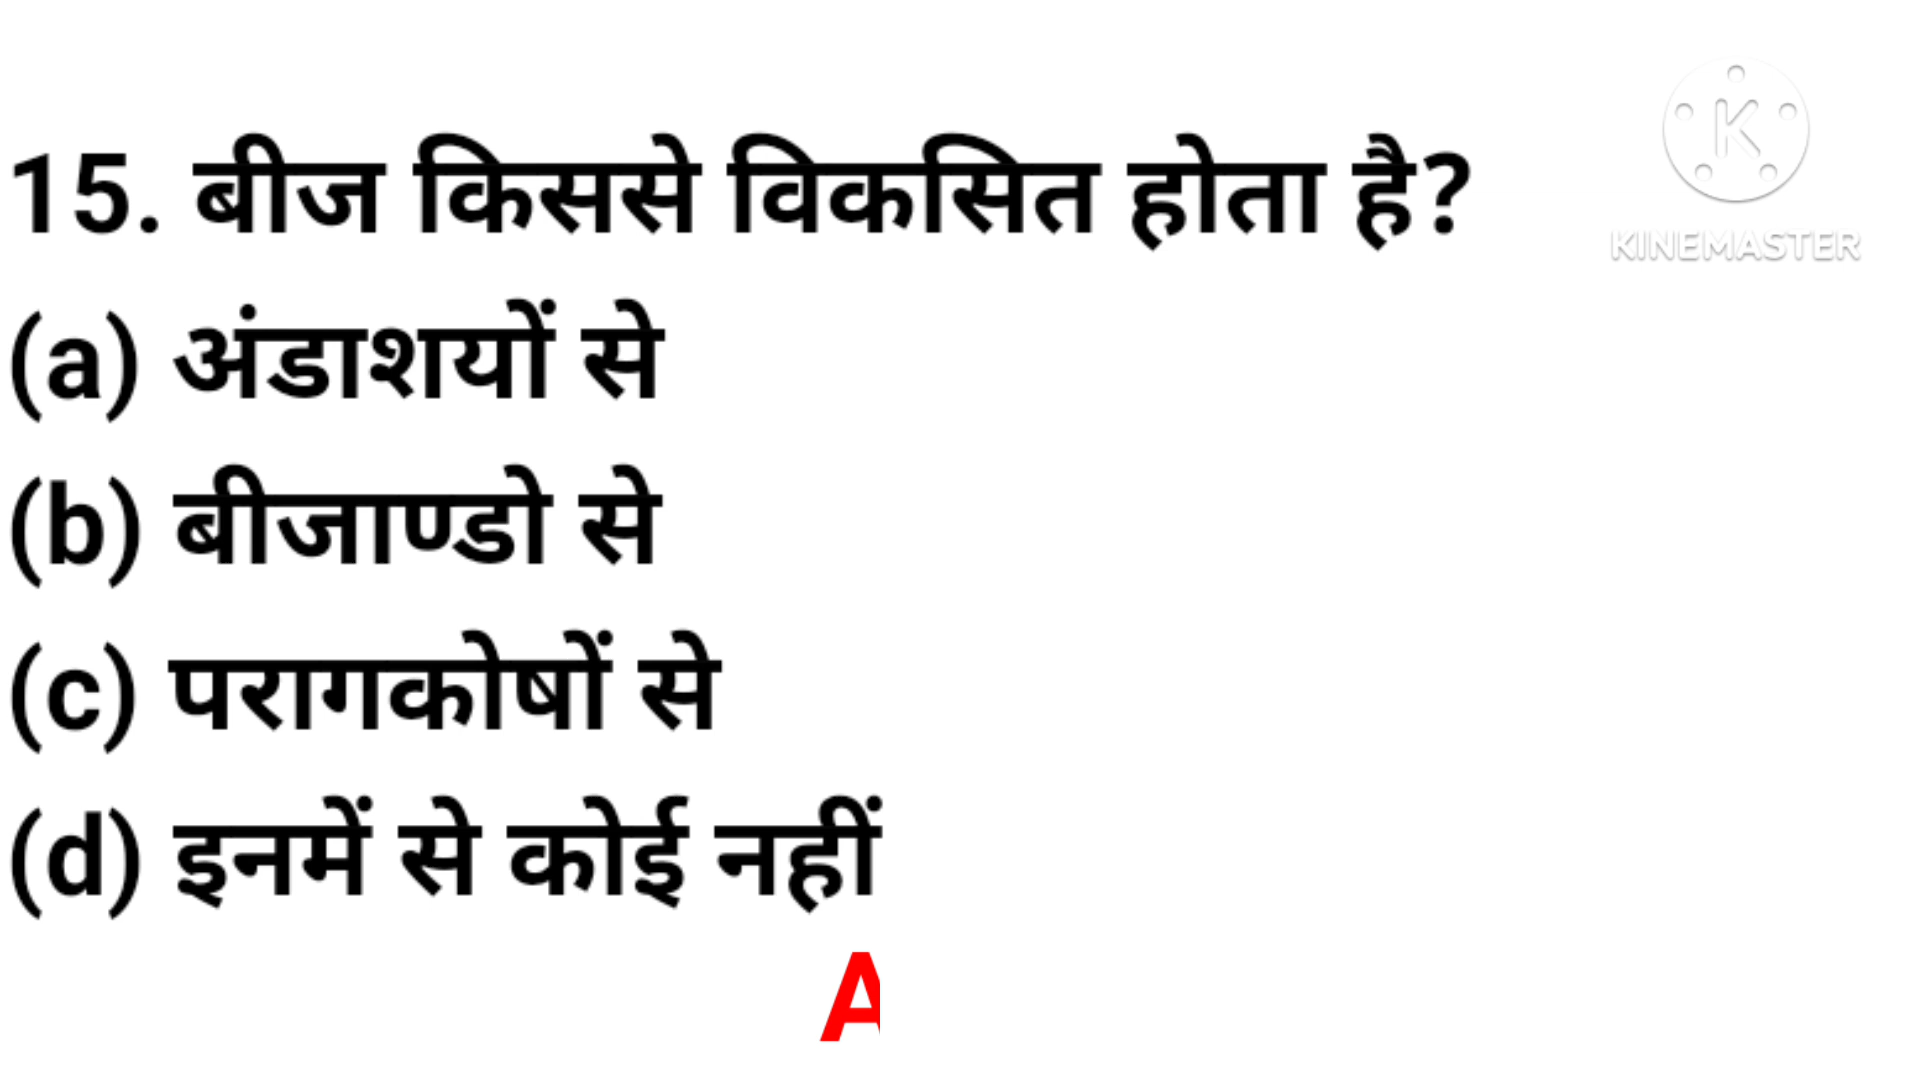 15. बीज किससे विकसित होता है?
KINEMASTER
(a) अंडाशयों से
(b) बीजाण्डो से
(c) परागकोषों से
(d) इनमें से कोई नहीं
A